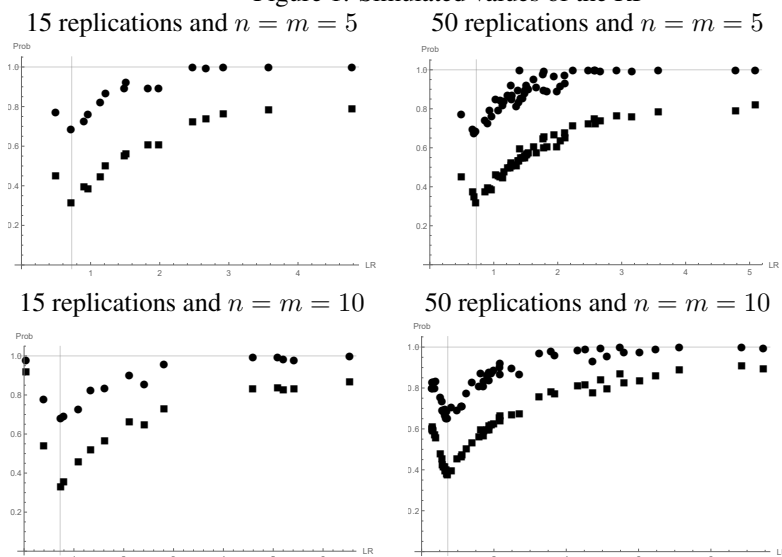 Figure 1: Simulated values of the
15 replications and n = m = 5
50 replications and n = m = 5
Prob
1.0
0.8
0.6
0.4
0.2
1 2 3 4
LR
Prob
1.0
0.8
0.6
0.4
0.2
1 2 3 4 5
LR
15 replications and n = m = 10
50 replications and n = m = 10
Prob
1.0
0.8
0.6
0.4
0.2
Prob
1.0
0.8
0.6
0.4
0.2